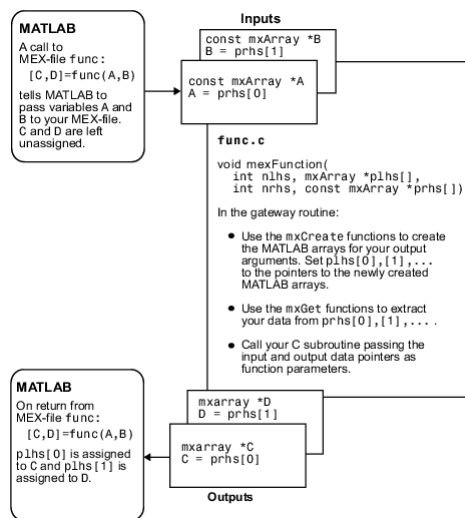 MATLAB
A call to
MEX-file func:
[C,D]=func(A,B)
tells MATLAB to
pass variables A and
B to your MEX-file.
C and D are left
unassigned.
Inputs
const mxArray *B
B = prhs[1]
const mxArray *A
A = prhs[0]
func.c
void mexFunction(
int nlhs, mxArray *plhs[],
int nrhs, const mxArray *prhs[])
In the gateway routine:
● Use the mxCreate functions to create
the MATLAB arrays for your output
arguments. Set plhs[0],[1],...
to the pointers to the newly created
MATLAB arrays.
● Use the mxGet functions to extract
your data from prhs[0],[1],... .
● Call your C subroutine passing the
input and output data pointers as
function parameters.
MATLAB
On return from
MEX-file func:
[C,D]=func(A,B)
plhs[0] is assigned
to C and plhs[1] is
assigned to D.
mxarray *D
D = prhs[1]
mxarray *C
C = prhs[0]
Outputs